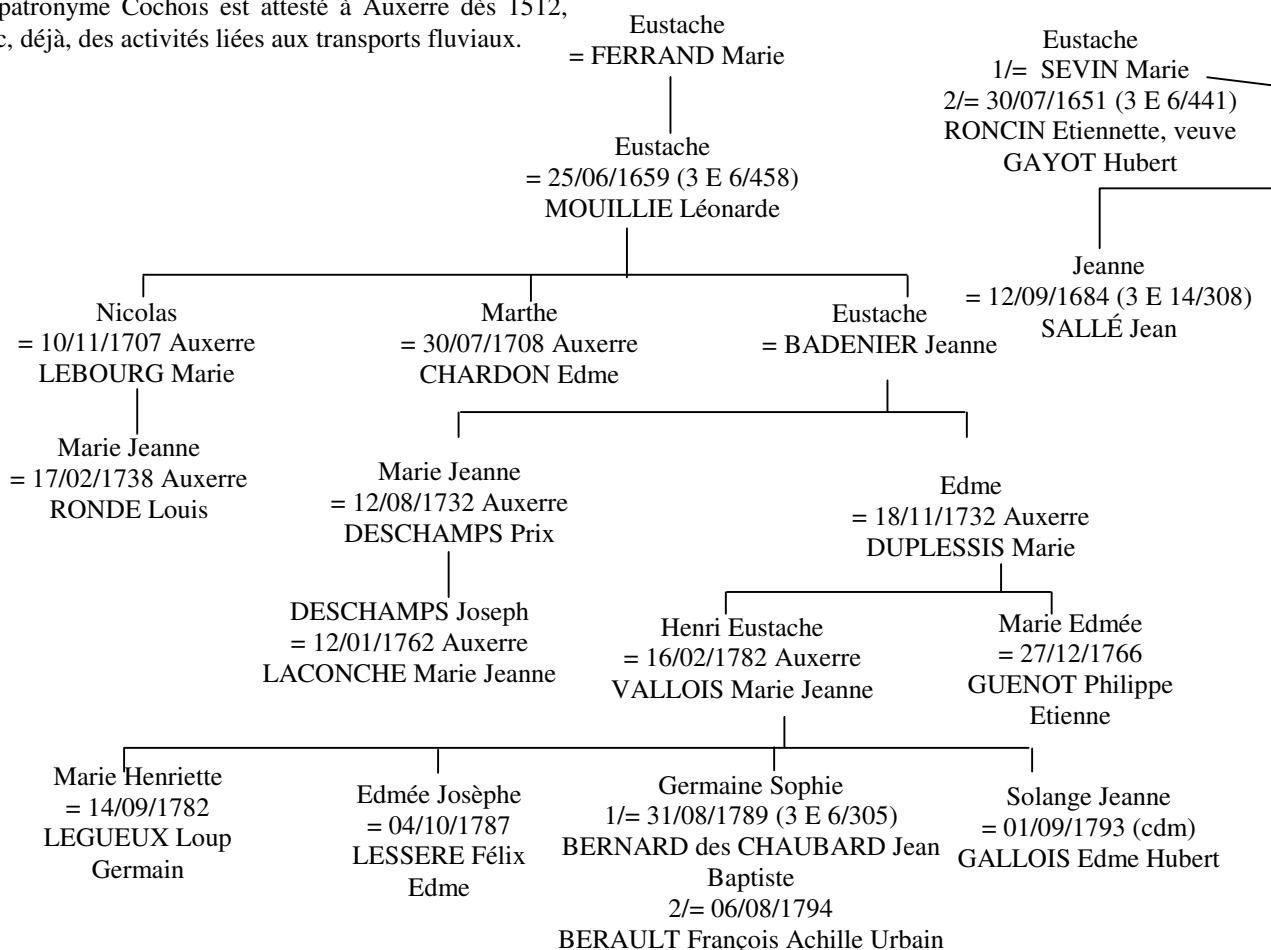 patronyme Cochois est attesté à Auxerre dès 1512,
déjà, des activités liées aux transports fluviaux.
Eustache
= FERRAND Marie
Eustache
1/= SEVIN Marie
2/= 30/07/1651 (3 E 6/441)
RONCIN Etiennette, veuve
GAYOT Hubert
Eustache
= 25/06/1659 (3 E 6/458)
MOUILLIE Léonarde
Jeanne
= 12/09/1684 (3 E 14/308)
SALLÉ Jean
Nicolas
= 10/11/1707 Auxerre
LEBOURG Marie
Marthe
= 30/07/1708 Auxerre
CHARDON Edme
Eustache
= BADENIER Jeanne
Marie Jeanne
= 17/02/1738 Auxerre
RONDE Louis
Marie Jeanne
= 12/08/1732 Auxerre
DESCHAMPS Prix
Edme
= 18/11/1732 Auxerre
DUPLESSIS Marie
DESCHAMPS Joseph
= 12/01/1762 Auxerre
LACONCHE Marie Jeanne
Henri Eustache
= 16/02/1782 Auxerre
VALLOIS Marie Jeanne
Marie Edmée
= 27/12/1766
GUENOT Philippe
Etienne
Marie Henriette
= 14/09/1782
LEGUEUX Loup
Germain
Edmée Josèphe
= 04/10/1787
LESSERE Félix
Edme
Germaine Sophie
1/= 31/08/1789 (3 E 6/305)
BERNARD des CHAUBARD Jean
Baptiste
2/= 06/08/1794
BERAULT François Achille Urbain
Solange Jeanne
= 01/09/1793 (cdm)
GALLOIS Edme Hubert